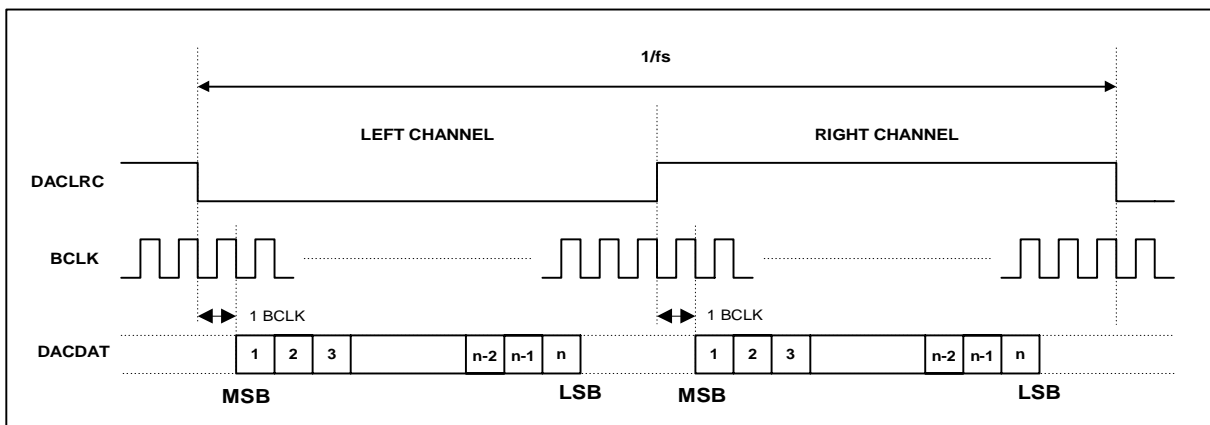 1/fs
LEFT CHANNEL RIGHT CHANNEL
DACLRC
BCLK
1 BCLK 1 BCLK
DACDAT 1 2 3 n-2 n-1 n 1 2 3 n-2 n-1 n
MSB LSB MSB LSB